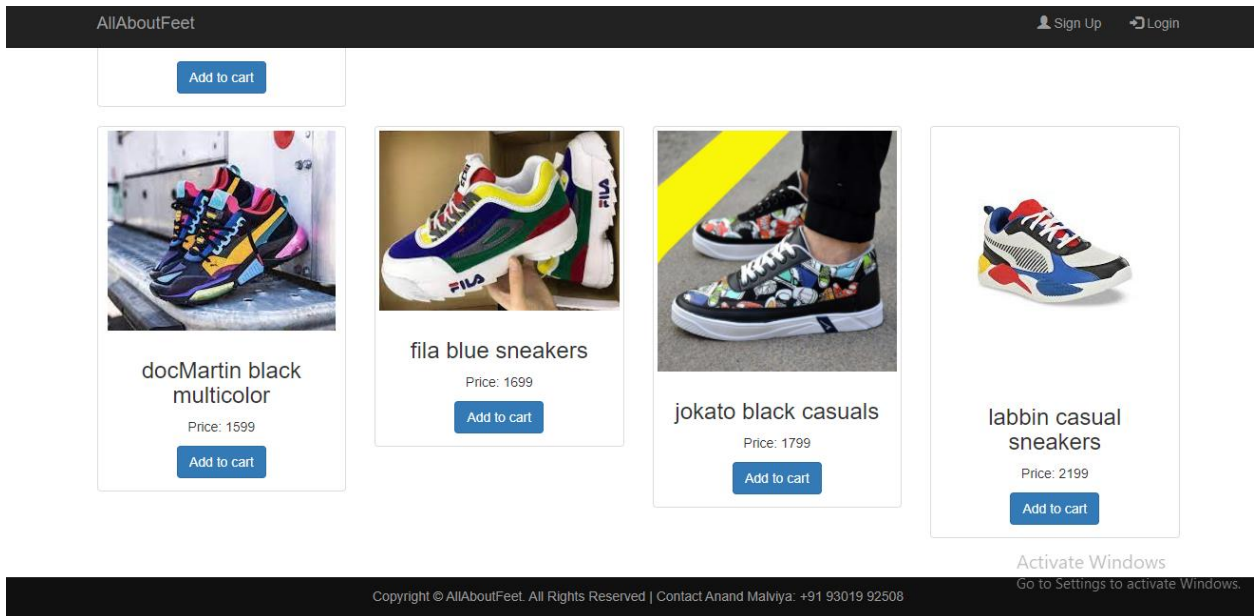 AllAboutFeet
Sign Up
Login
Add to cart
FILA
FILA
docMartin black
multicolor
Price: 1599
Add to cart
fila blue sneakers
Price: 1699
Add to cart
jokato black casuals
Price: 1799
Add to cart
labbin casual
sneakers
Price: 2199
Add to cart
Activate Windows
Go to Settings to activate Windows.
Copyright © AllAboutFeet. All Rights Reserved | Contact Anand Malviya: +91 93019 92508